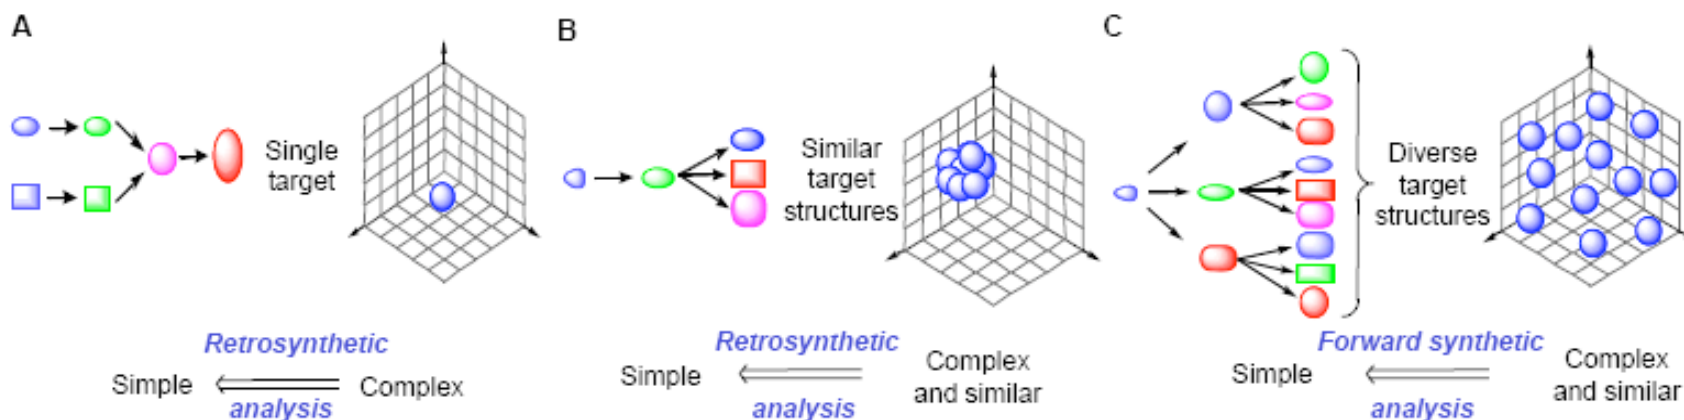 A
Single
target
Retrosynthetic
Simple
Complex
analysis
B
Similar
target
structures
Retrosynthetic
Simple
Complex
and similar
analysis
C
Diverse
target
structures
Forward synthetic
Simple
Complex
and similar
analysis